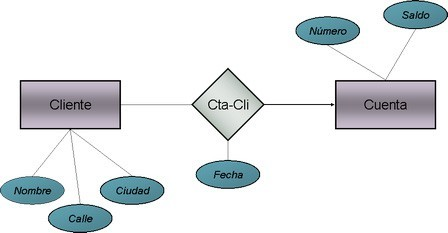 Saldo
Número
Cliente
Cta-Cli
Cuenta
Nombre
Ciudad
Fecha
Calle